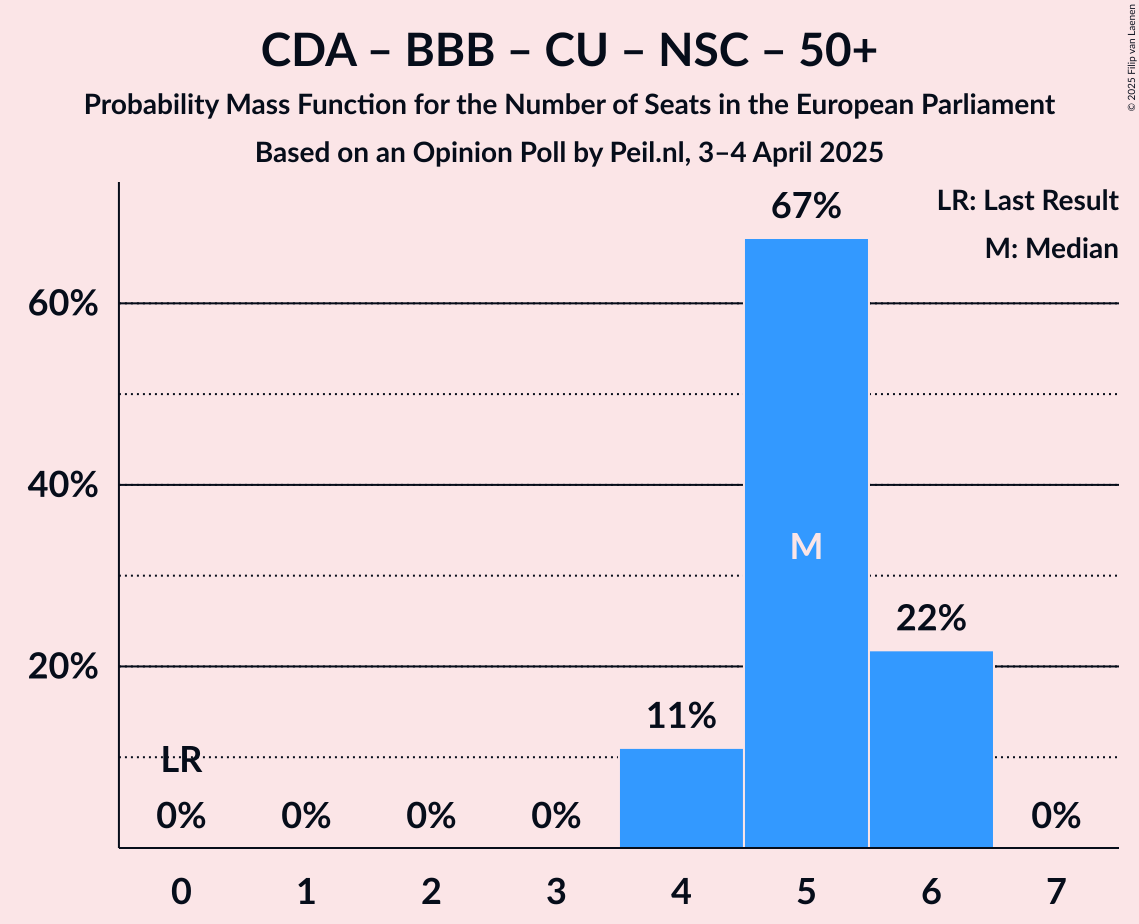 CDA – BBB – CU – NSC – 50+
Probability Mass Function for the Number of Seats in the European Parliament
Based on an Opinion Poll by Peil.nl, 3–4 April 2025
© 2025 Filip van Laenen
LR: Last Result
M: Median
67%
60%
40%
M
22%
20%
11%
LR
0% 0% 0% 0% 0%
0 1 2 3 4 5 6 7